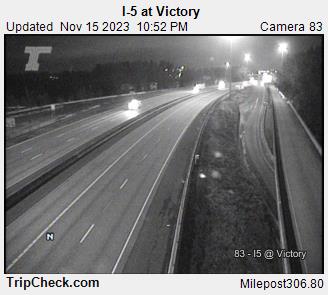 I-5 at Victory
Updated Nov 15 2023 10:52 PM Camera 83
T
N
83 - I5 @ Victory
TripCheck.com Milepost306.80